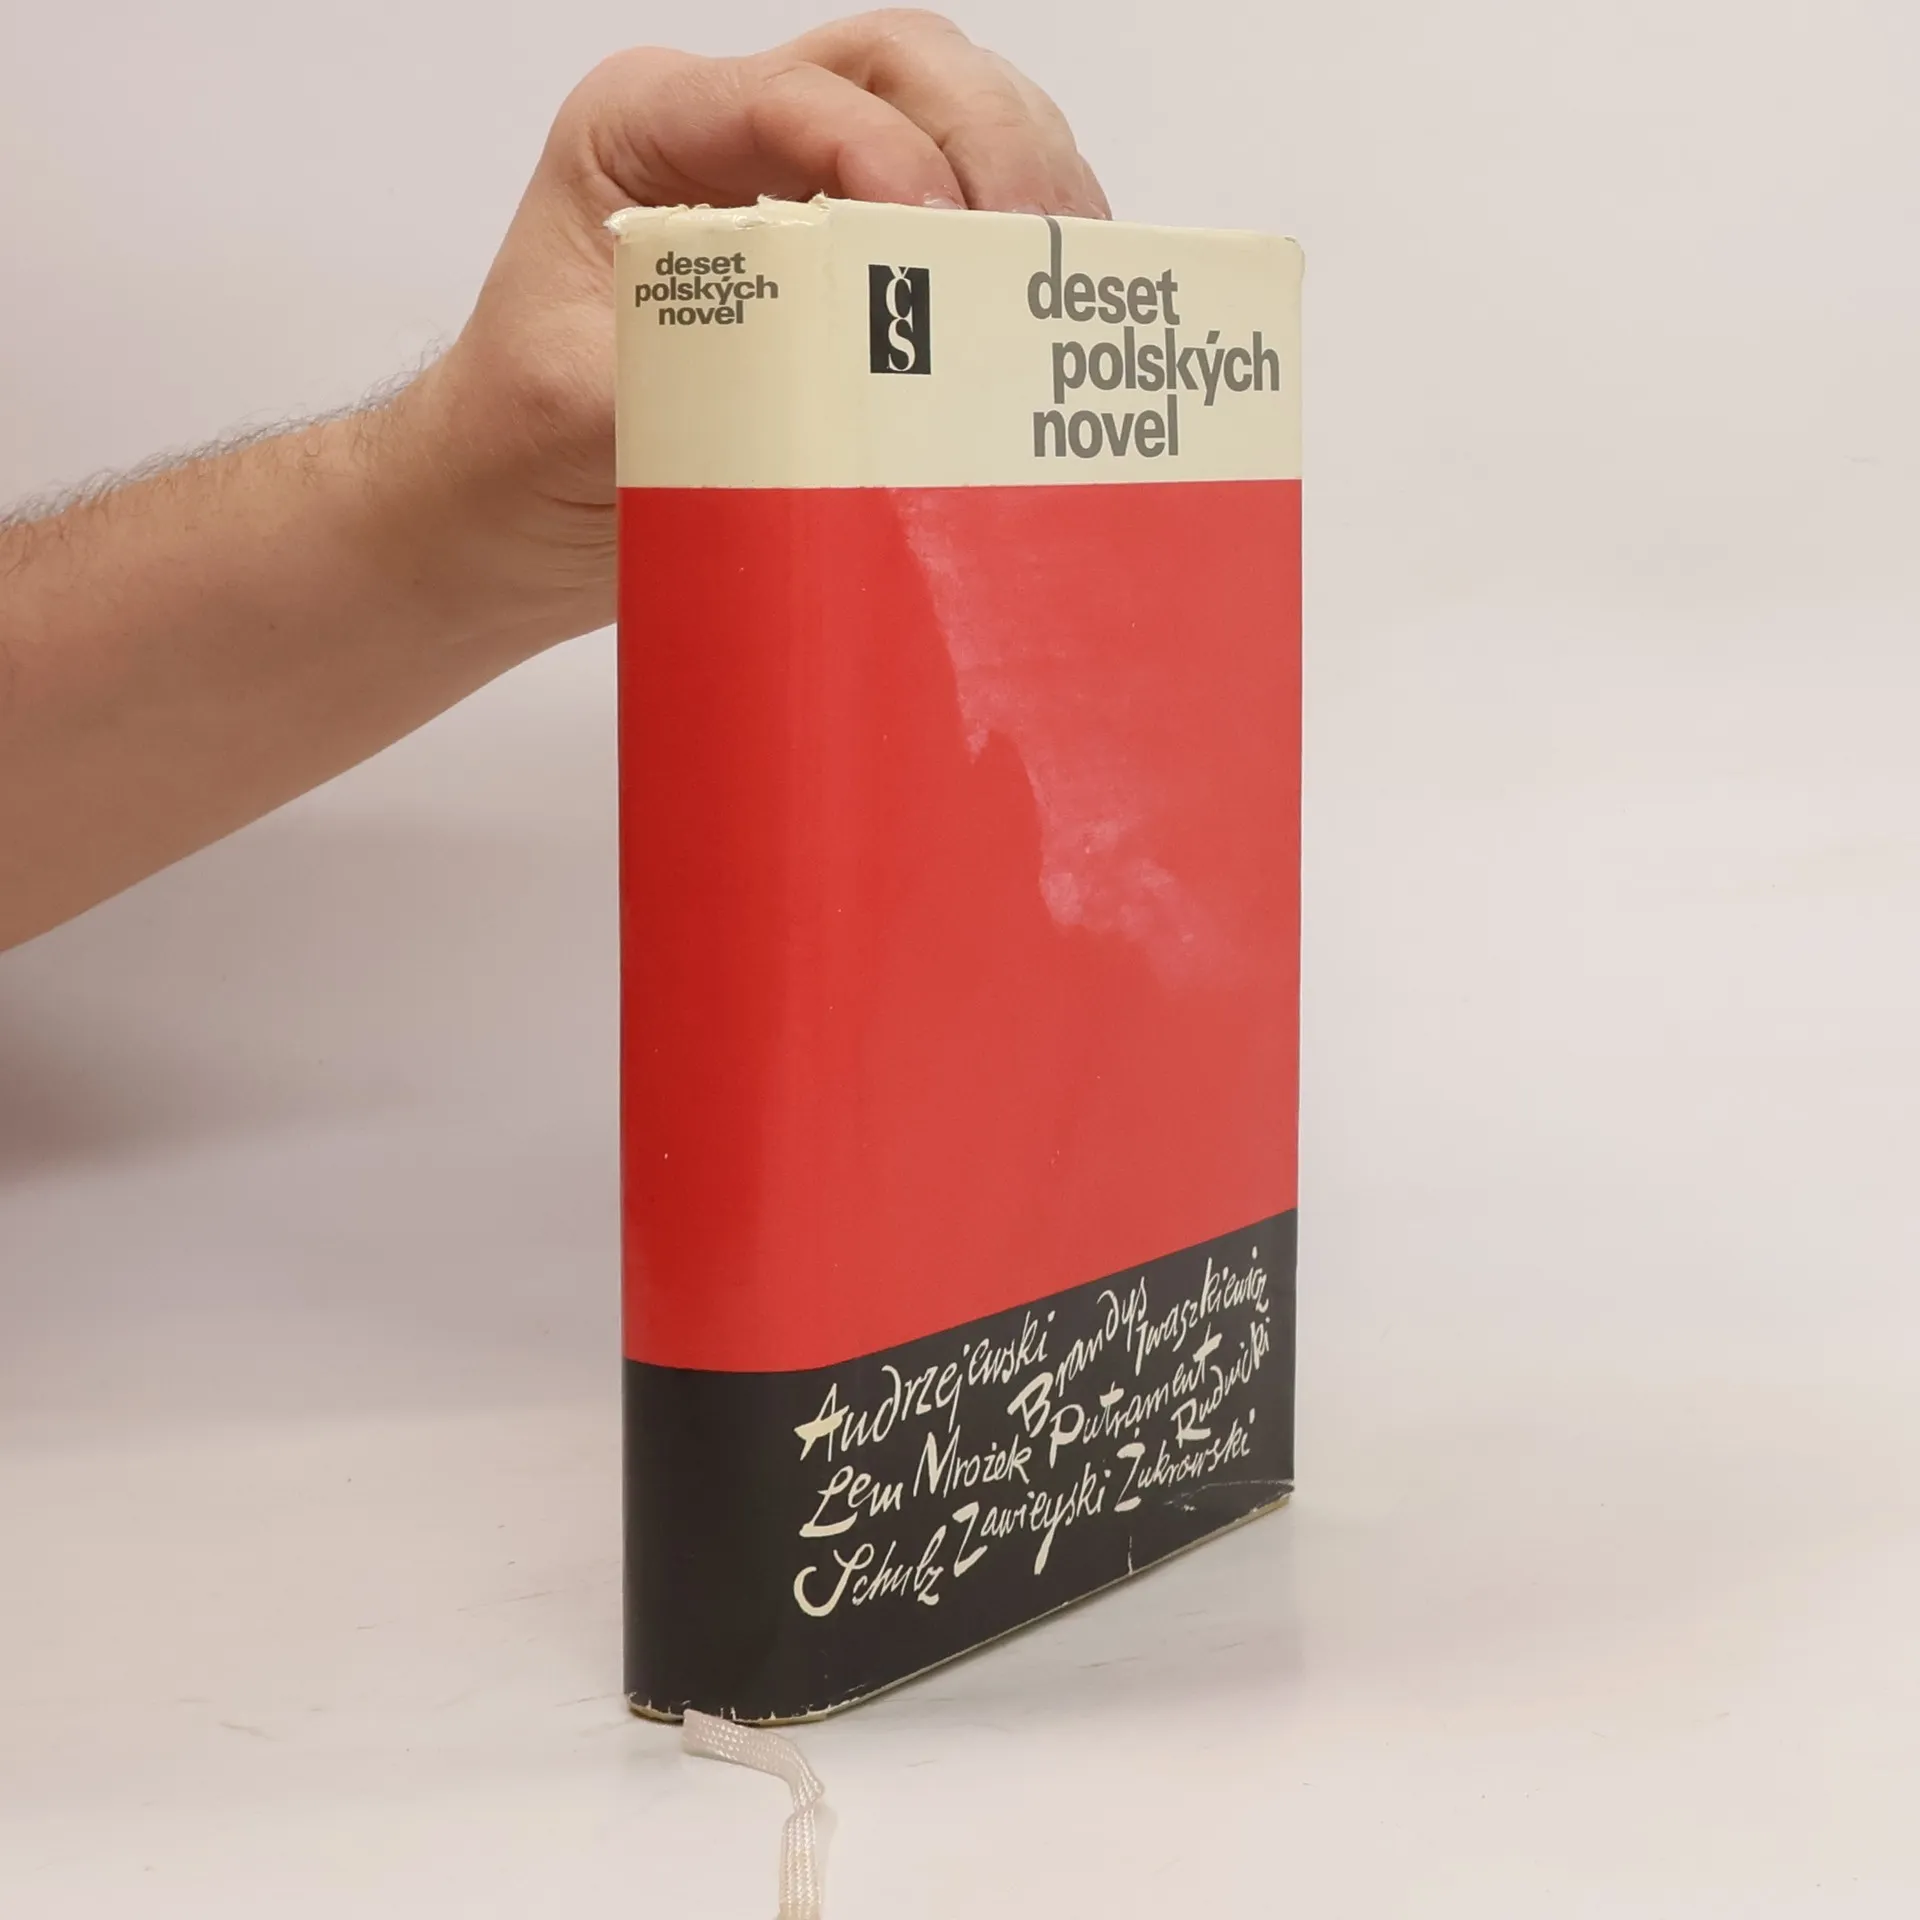 deset
polských
novel
ČS
deset
polských
novel
Andrzejewski
Brandys Iwaszkiewicz
Lem Mrożek Putrament Rudnicki
Schulz Zawieyski Żukrowski